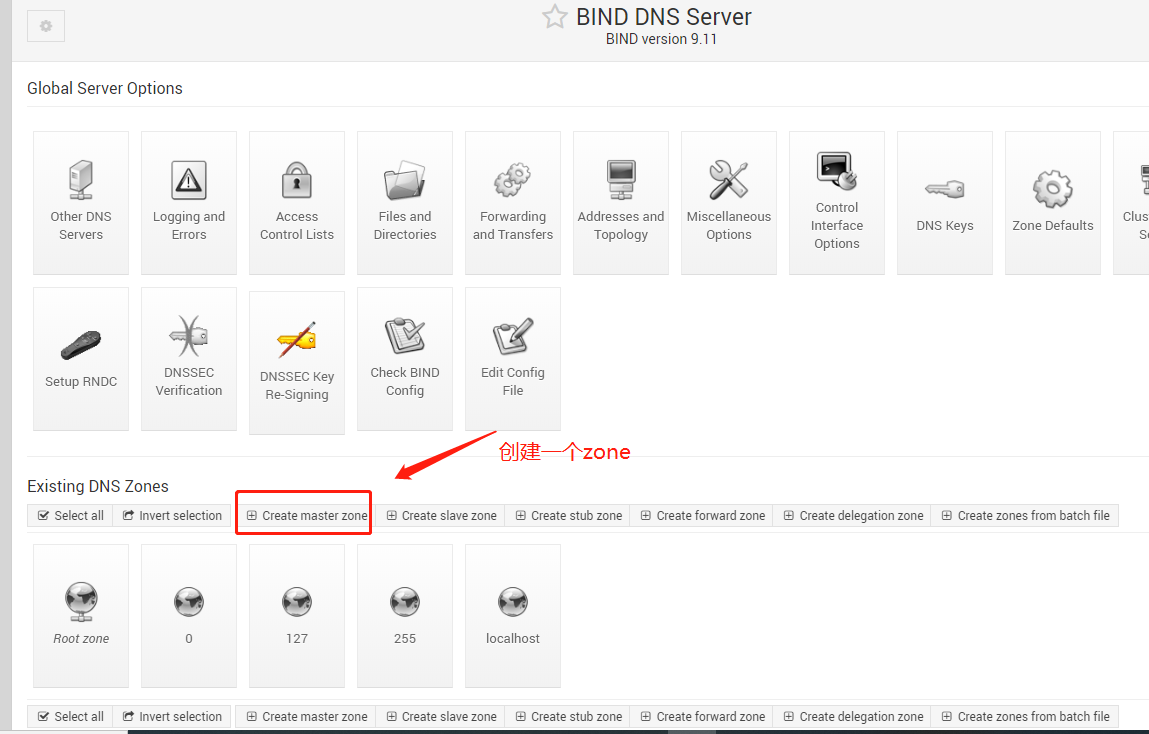 BIND DNS Server
BIND version 9.11
Global Server Options
Other DNS
Servers
Logging and
Errors
Access
Control Lists
Files and
Directories
Forwarding
and Transfers
Addresses and
Topology
Miscellaneous
Options
Control
Interface
Options
DNS Keys
Zone Defaults
Setup RNDC
DNSSEC
Verification
DNSSEC Key
Re-Signing
Check BIND
Config
Edit Config
File
创建一个zone
Existing DNS Zones
Select all Invert selection Create master zone Create slave zone Create stub zone Create forward zone Create delegation zone Create zones from batch file
Root zone 0 127 255 localhost
Select all Invert selection Create master zone Create slave zone Create stub zone Create forward zone Create delegation zone Create zones from batch file